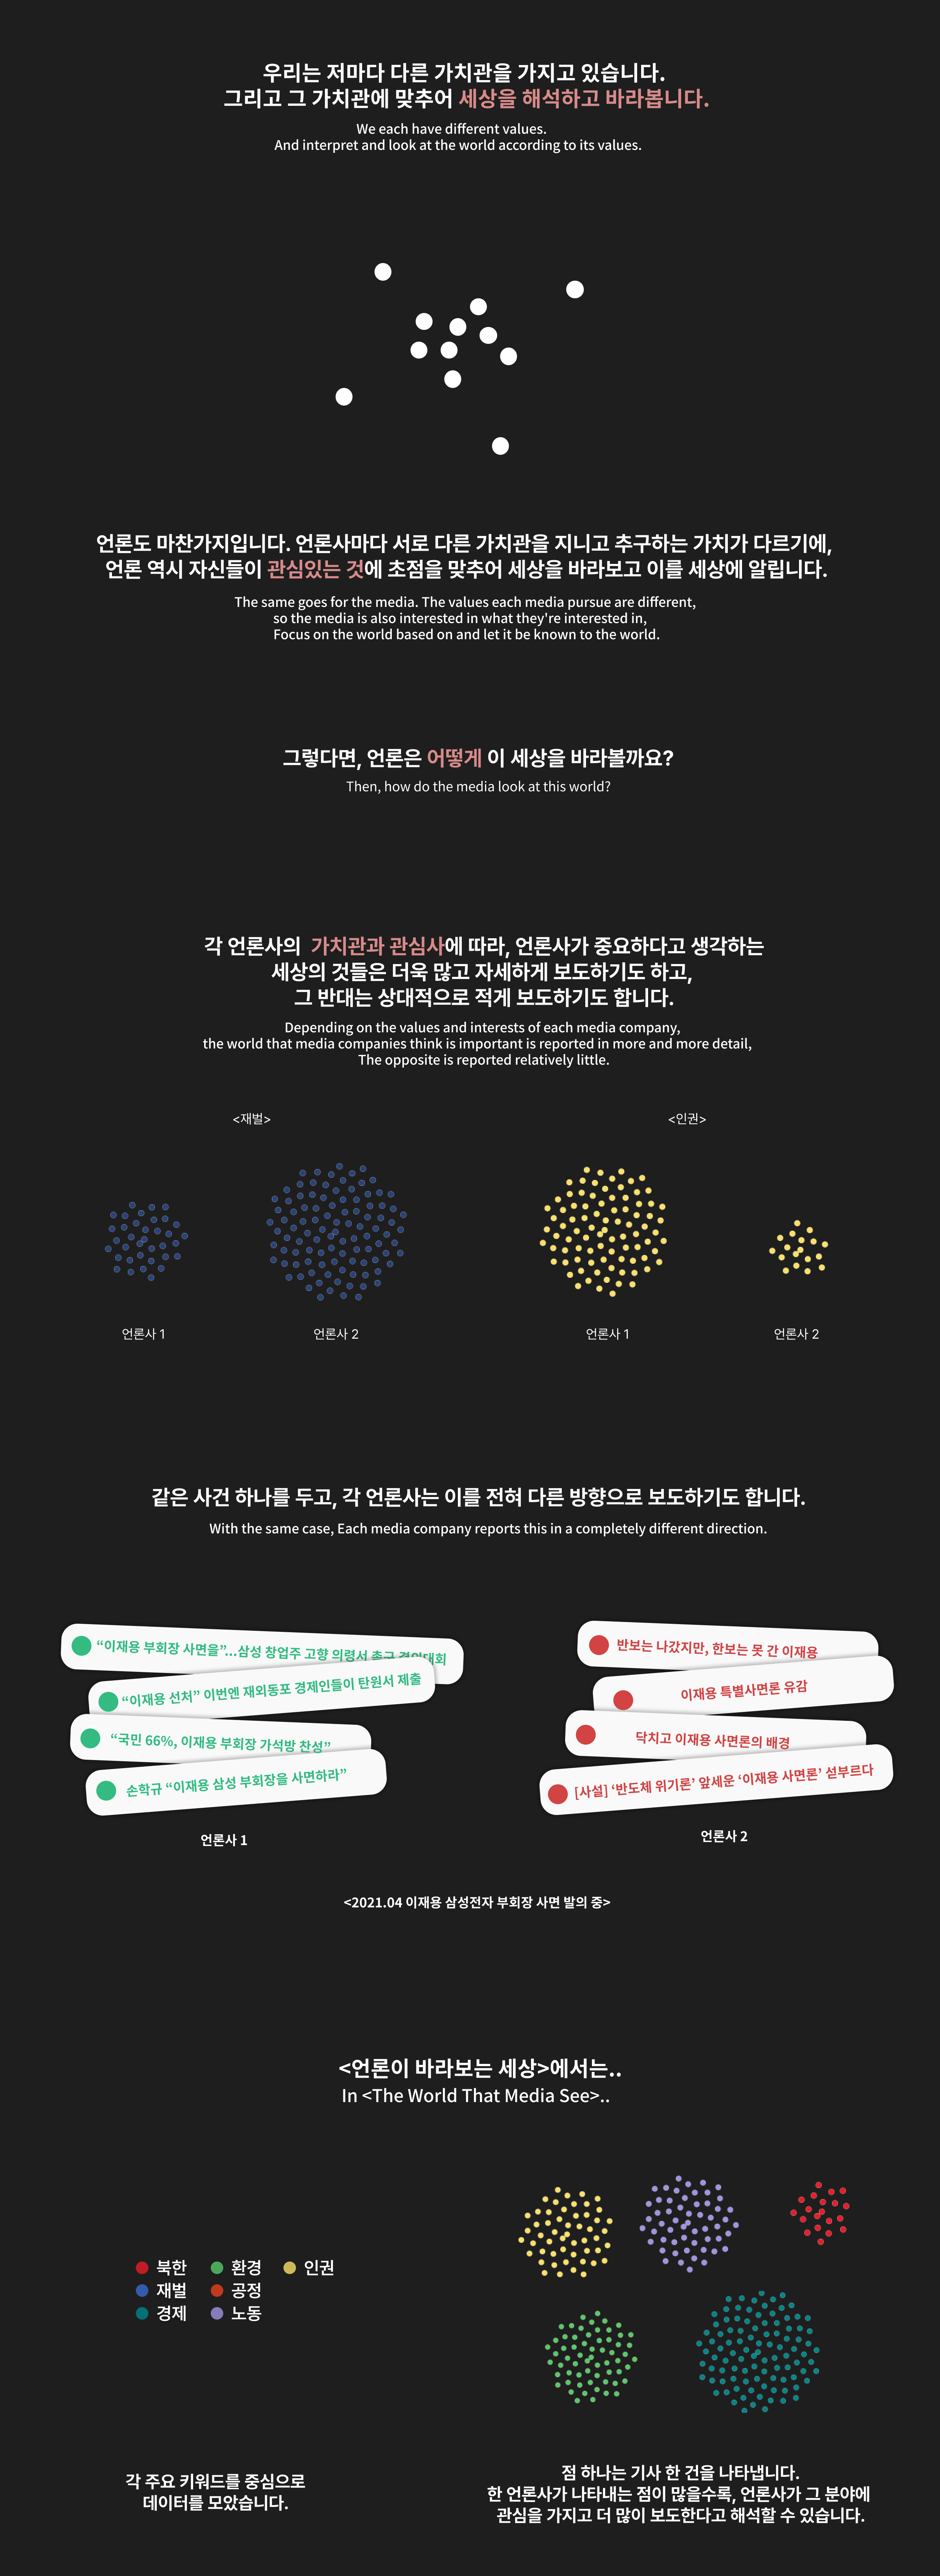 우리는 저마다 다른 가치관을 가지고 있습니다.
그리고 그 가치관에 맞추어 세상을 해석하고 바라봅니다.
We each have different values.
And interpret and look at the world according to its values.
언론도 마찬가지입니다. 언론사마다 서로 다른 가치관을 지니고 추구하는 가치가 다르기에,
언론 역시 자신들이 관심있는 것에 초점을 맞추어 세상을 바라보고 이를 세상에 알립니다.
The same goes for the media. The values each media pursue are different,
so the media is also interested in what they're interested in,
Focus on the world based on and let it be known to the world.
그렇다면, 언론은 어떻게 이 세상을 바라볼까요?
Then, how do the media look at this world?
각 언론사의 가치관과 관심사에 따라, 언론사가 중요하다고 생각하는
세상의 것들은 더욱 많고 자세하게 보도하기도 하고,
그 반대는 상대적으로 적게 보도하기도 합니다.
Depending on the values and interests of each media company,
the world that media companies think is important is reported in more and more detail,
The opposite is reported relatively little.
<재벌>
<인권>
언론사 1
언론사 2
언론사 1
언론사 2
같은 사건 하나를 두고, 각 언론사는 이를 전혀 다른 방향으로 보도하기도 합니다.
With the same case, Each media company reports this in a completely different direction.
“이재용 부회장 사면을”...삼성 창업주 고향 의령서 촉구 결의대회
“이재용 선처” 이번엔 재외동포 경제인들이 탄원서 제출
“국민 66%, 이재용 부회장 가석방 찬성”
손학규 “이재용 삼성 부회장을 사면하라”
언론사 1
반보는 나갔지만, 한보는 못 간 이재용
이재용 특별사면론 유감
닥치고 이재용 사면론의 배경
[사설] ‘반도체 위기론’ 앞세운 ‘이재용 사면론’ 섣부르다
언론사 2
<2021.04 이재용 삼성전자 부회장 사면 발의 중>
<언론이 바라보는 세상>에서는..
In <The World That Media See>..
북한 환경 인권
재벌 공정
경제 노동
각 주요 키워드를 중심으로
데이터를 모았습니다.
점 하나는 기사 한 건을 나타냅니다.
한 언론사가 나타내는 점이 많을수록, 언론사가 그 분야에
관심을 가지고 더 많이 보도한다고 해석할 수 있습니다.